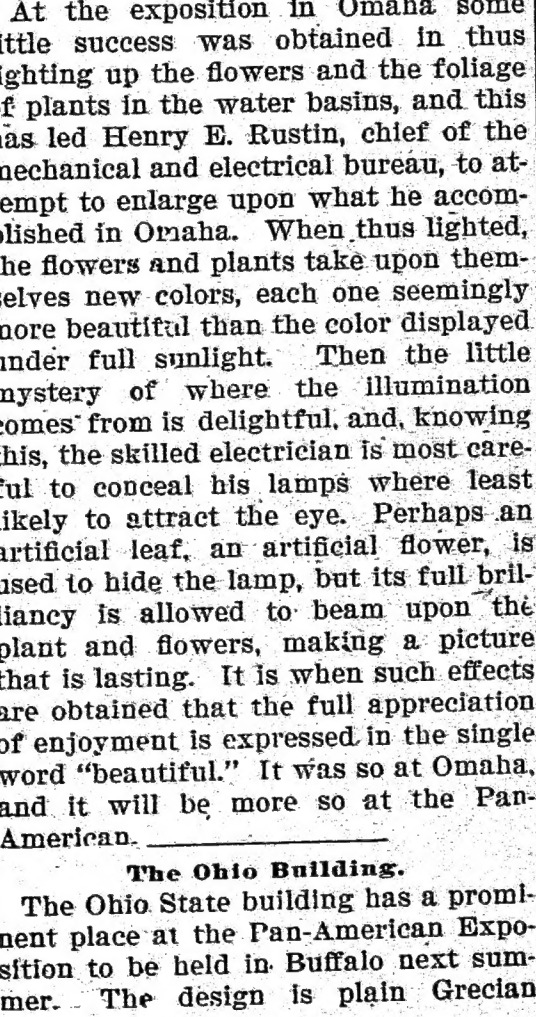 At the exposition in Omaha some
ittle success was obtained in thus
ighting up the flowers and the foliage
of plants in the water basins, and this
has led Henry E. Rustin, chief of the
mechanical and electrical bureau, to at-
tempt to enlarge upon what he accom-
plished in Omaha. When thus lighted,
the flowers and plants take upon them-
selves new colors, each one seemingly
more beautiful than the color displayed
under full sunlight. Then the little
mystery of where the illumination
comes from is delightful, and, knowing
this, the skilled electrician is most care-
ful to conceal his lamps where least
likely to attract the eye. Perhaps an
artificial leaf, an artificial flower, is
used to hide the lamp, but its full bril-
liancy is allowed to beam upon the
plant and flowers, making a picture
that is lasting. It is when such effects
are obtained that the full appreciation
of enjoyment is expressed in the single
word "beautiful." It was so at Omaha,
and it will be more so at the Pan-
American.
The Ohio Building.
The Ohio State building has a promi-
nent place at the Pan-American Expo-
sition to be held in Buffalo next sum-
mer. The design is plain Grecian